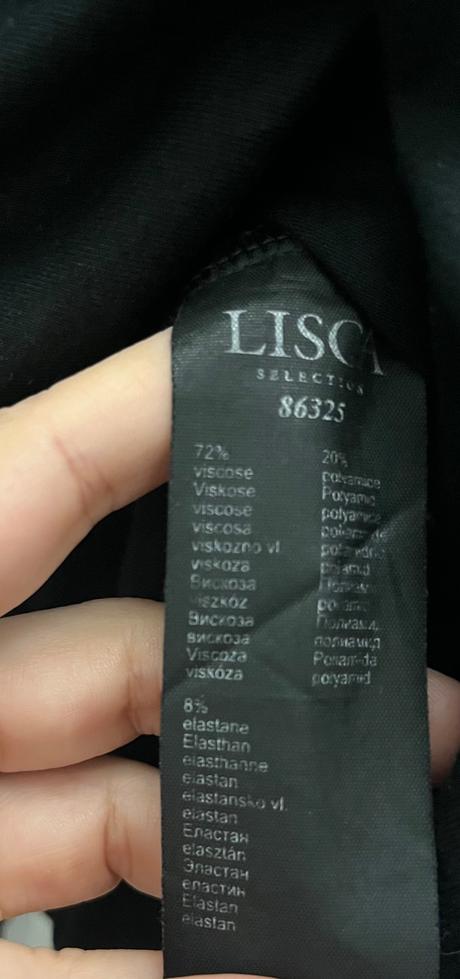 LISCA
SELECTION
86325
72%
viscose
Viskose
viscose
viscosa
viskozno vl.
viskoza
Вискоза
viszkóz
Вискоза
вискоза
Viscoza
viskóza
20%
polyamide
Polyamid
polyamide
poliamid
Полиамид
полиамид
Poliamida
polyamid
8%
elastane
Elasthan
elasthanne
elastan
elastansko vl.
elastan
Еластан
elasztán
Эластан
еластин
Elastan
elastan